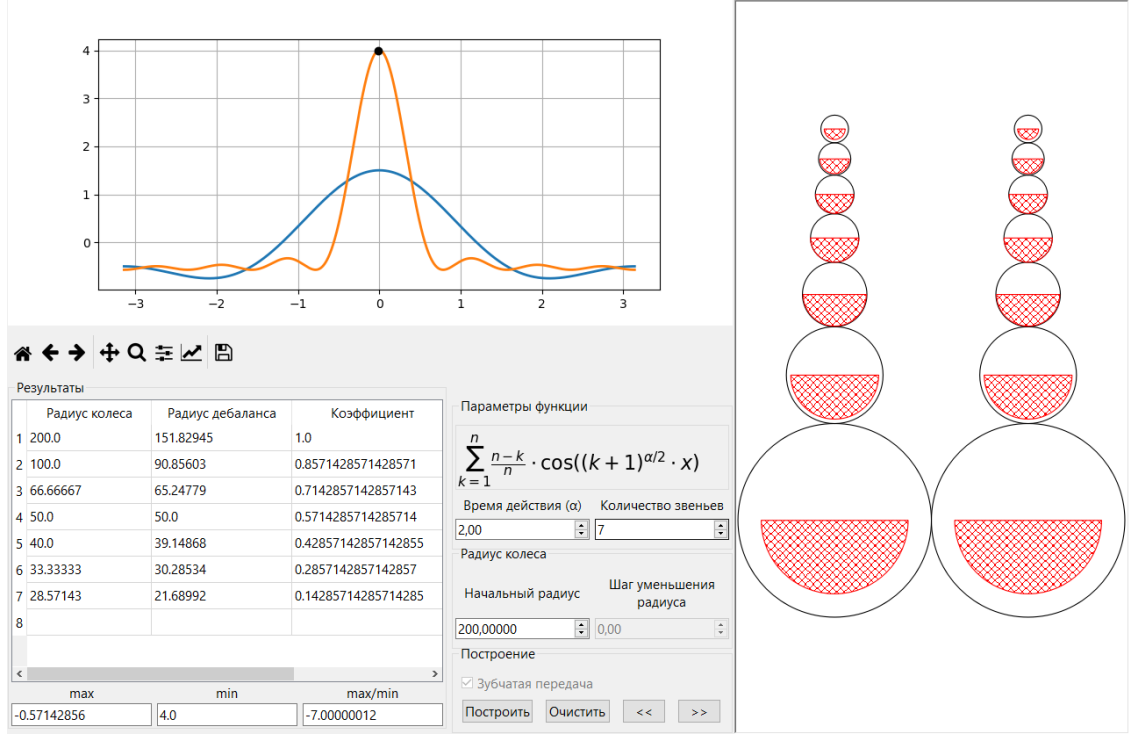 4
3
2
1
0
−3 −2 −1 0 1 2 3
Результаты
Радиус колеса Радиус дебаланса Коэффициент
1 200.0 151.82945 1.0
2 100.0 90.85603 0.8571428571428571
3 66.66667 65.24779 0.7142857142857143
4 50.0 50.0 0.5714285714285714
5 40.0 39.14868 0.42857142857142855
6 33.33333 30.28534 0.2857142857142857
7 28.57143 21.68992 0.14285714285714285
8
max min max/min
-0.57142856 4.0 -7.00000012
Параметры функции
n
∑ (n − k)/n · cos((k + 1)^{α/2} · x)
k = 1
Время действия (α) Количество звеньев
2,00 7
Радиус колеса
Начальный радиус Шаг уменьшения
радиуса
200,00000 0,00
Построение
Зубчатая передача
Построить Очистить << >>